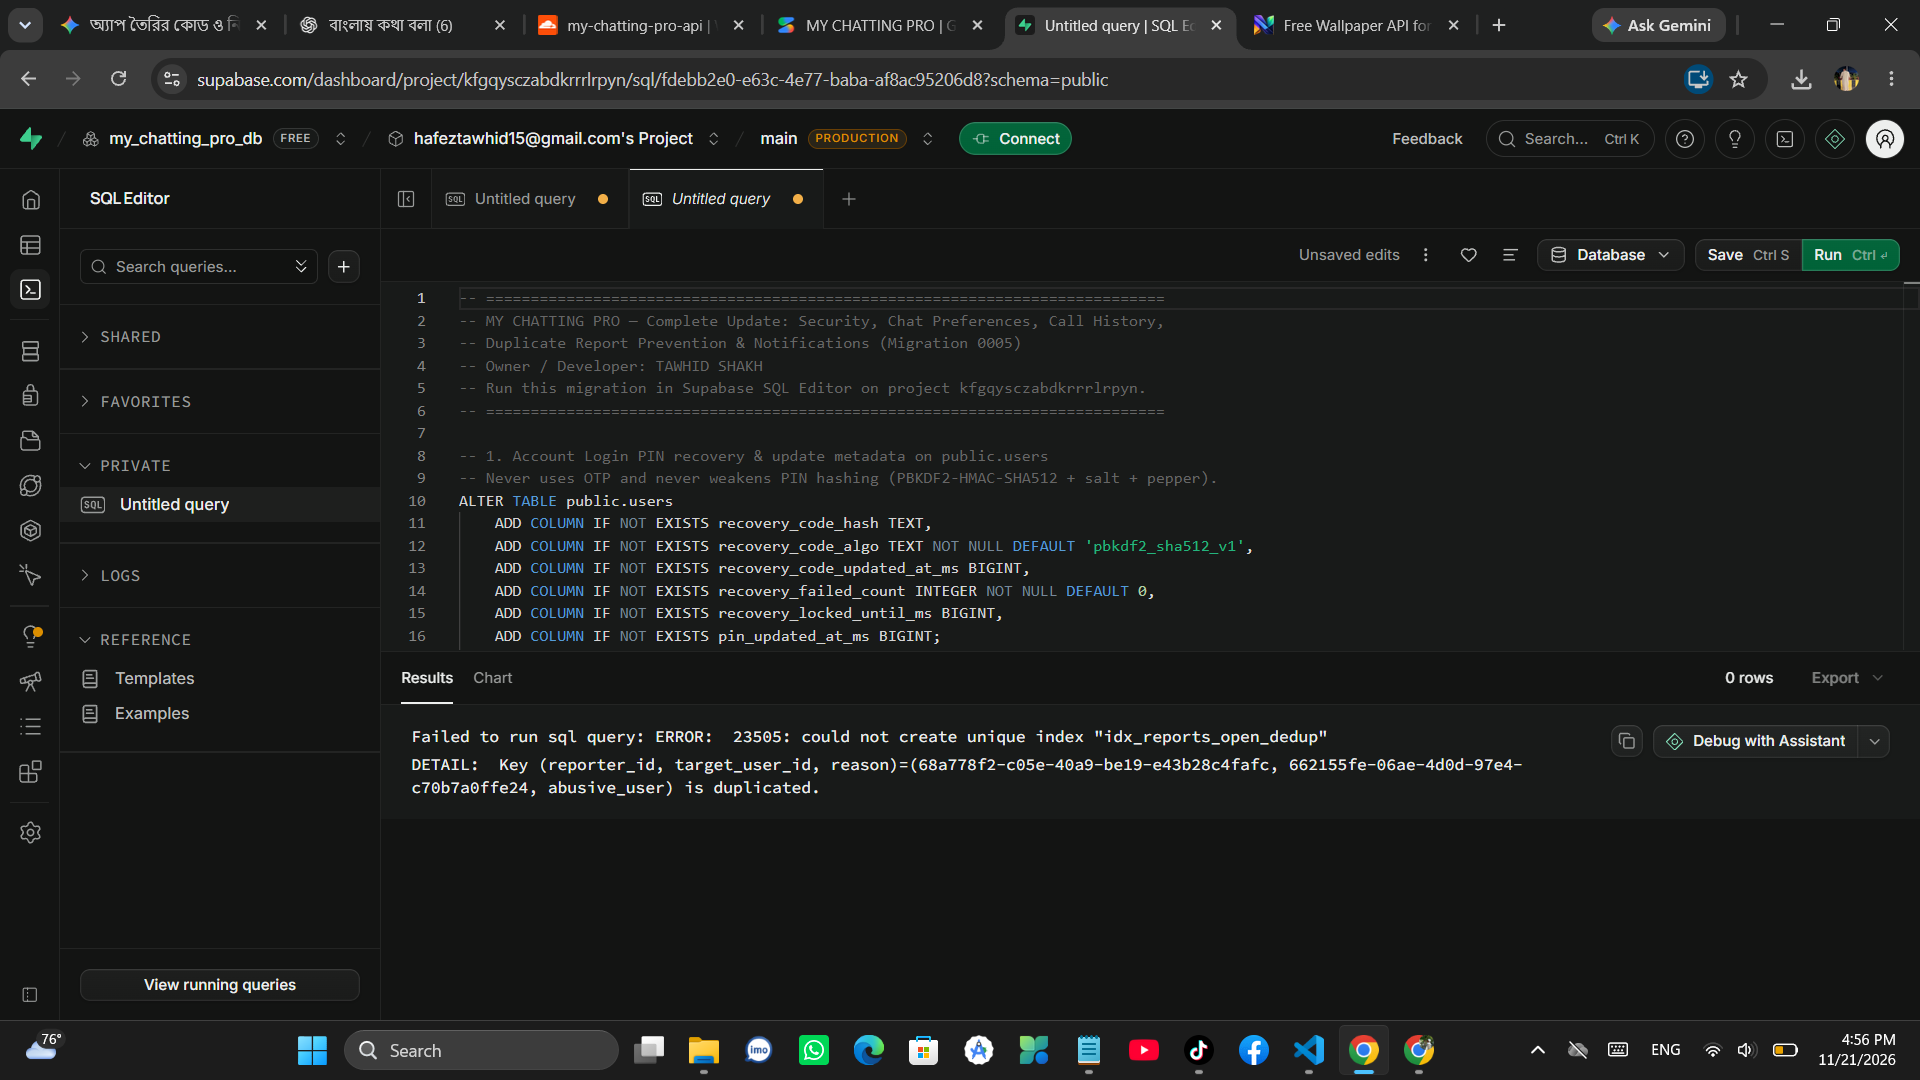 অ্যাপ তৈরির কোড ও নি
বাংলায় কথা বলা (6)
my-chatting-pro-api |
MY CHATTING PRO | G
Untitled query | SQL Ed
Free Wallpaper API for
Ask Gemini
supabase.com/dashboard/project/kfgqysczabdkrrrlrpyn/sql/fdebb2e0-e63c-4e77-baba-af8ac95206d8?schema=public
my_chatting_pro_db FREE
hafeztawhid15@gmail.com's Project
main PRODUCTION
Connect
Feedback
Search... Ctrl K
SQL Editor
SQL Untitled query
SQL Untitled query
Search queries...
Unsaved edits
Database
Save Ctrl S
Run Ctrl ↵
SHARED
FAVORITES
PRIVATE
SQL Untitled query
LOGS
REFERENCE
Templates
Examples
View running queries
1 -- ============================================================================
2 -- MY CHATTING PRO — Complete Update: Security, Chat Preferences, Call History,
3 -- Duplicate Report Prevention & Notifications (Migration 0005)
4 -- Owner / Developer: TAWHID SHAKH
5 -- Run this migration in Supabase SQL Editor on project kfgqysczabdkrrrlrpyn.
6 -- ============================================================================
7
8 -- 1. Account Login PIN recovery & update metadata on public.users
9 -- Never uses OTP and never weakens PIN hashing (PBKDF2-HMAC-SHA512 + salt + pepper).
10 ALTER TABLE public.users
11 ADD COLUMN IF NOT EXISTS recovery_code_hash TEXT,
12 ADD COLUMN IF NOT EXISTS recovery_code_algo TEXT NOT NULL DEFAULT 'pbkdf2_sha512_v1',
13 ADD COLUMN IF NOT EXISTS recovery_code_updated_at_ms BIGINT,
14 ADD COLUMN IF NOT EXISTS recovery_failed_count INTEGER NOT NULL DEFAULT 0,
15 ADD COLUMN IF NOT EXISTS recovery_locked_until_ms BIGINT,
16 ADD COLUMN IF NOT EXISTS pin_updated_at_ms BIGINT;
Results
Chart
0 rows
Export
Failed to run sql query: ERROR:  23505: could not create unique index "idx_reports_open_dedup"
DETAIL:  Key (reporter_id, target_user_id, reason)=(68a778f2-c05e-40a9-be19-e43b28c4fafc, 662155fe-06ae-4d0d-97e4-
c70b7a0ffe24, abusive_user) is duplicated.
Debug with Assistant
76°
Search
imo
ENG
4:56 PM
11/21/2026